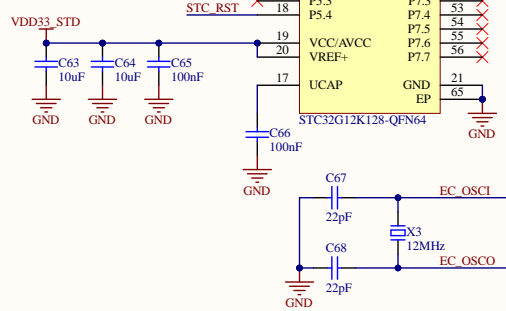 P5.3
P7.3
STC_RST
18
P5.4
P7.4
53
P7.5
54
VDD33_STD
19
VCC/AVCC
P7.6
55
20
VREF+
P7.7
56
C63
10uF
C64
10uF
C65
100nF
17
UCAP
GND
21
EP
65
GND
GND
GND
STC32G12K128-QFN64
GND
C66
100nF
GND
C67
22pF
EC_OSCI
X3
12MHz
C68
22pF
EC_OSCO
GND